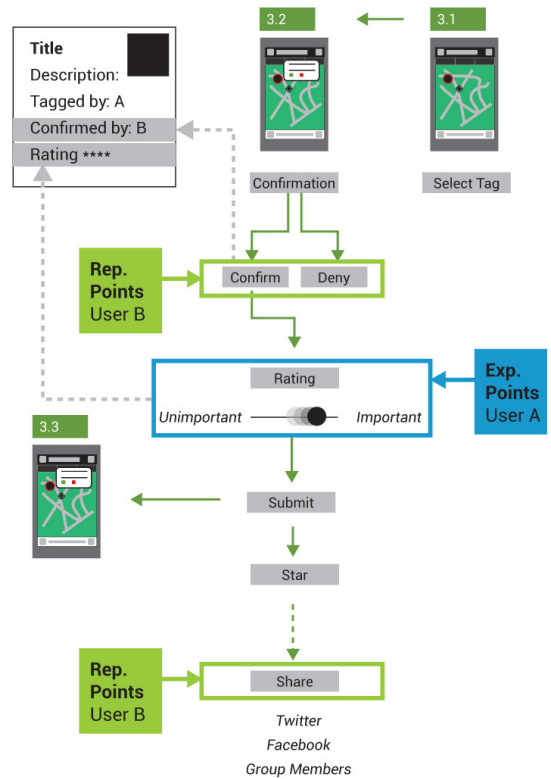 3.2
3.1
Title
Description:
Tagged by: A
Confirmed by: B
Rating ****
Confirmation
Select Tag
Rep.
Points
User B
Confirm
Deny
Rating
Unimportant
Important
Exp.
Points
User A
3.3
Submit
Star
Rep.
Points
User B
Share
Twitter
Facebook
Group Members